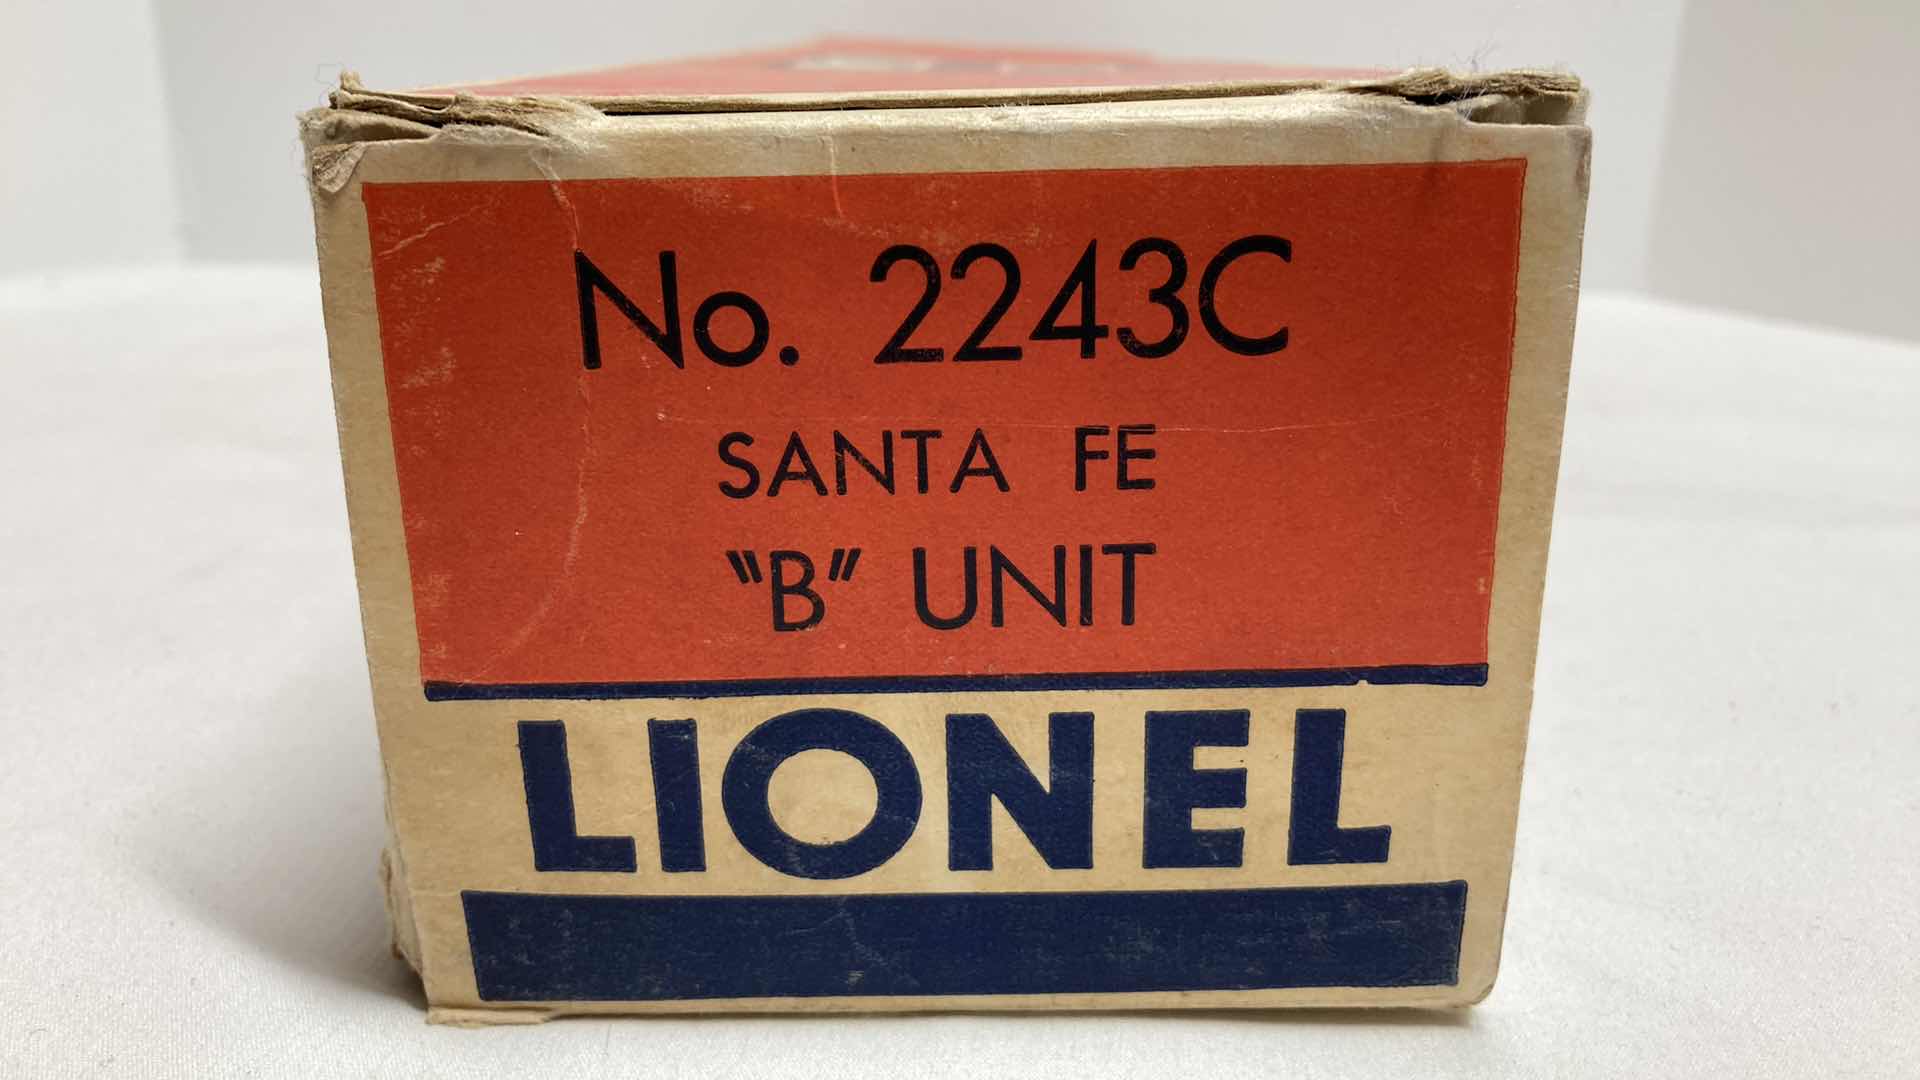 No. 2243C
SANTA FE
"B" UNIT
LIONEL